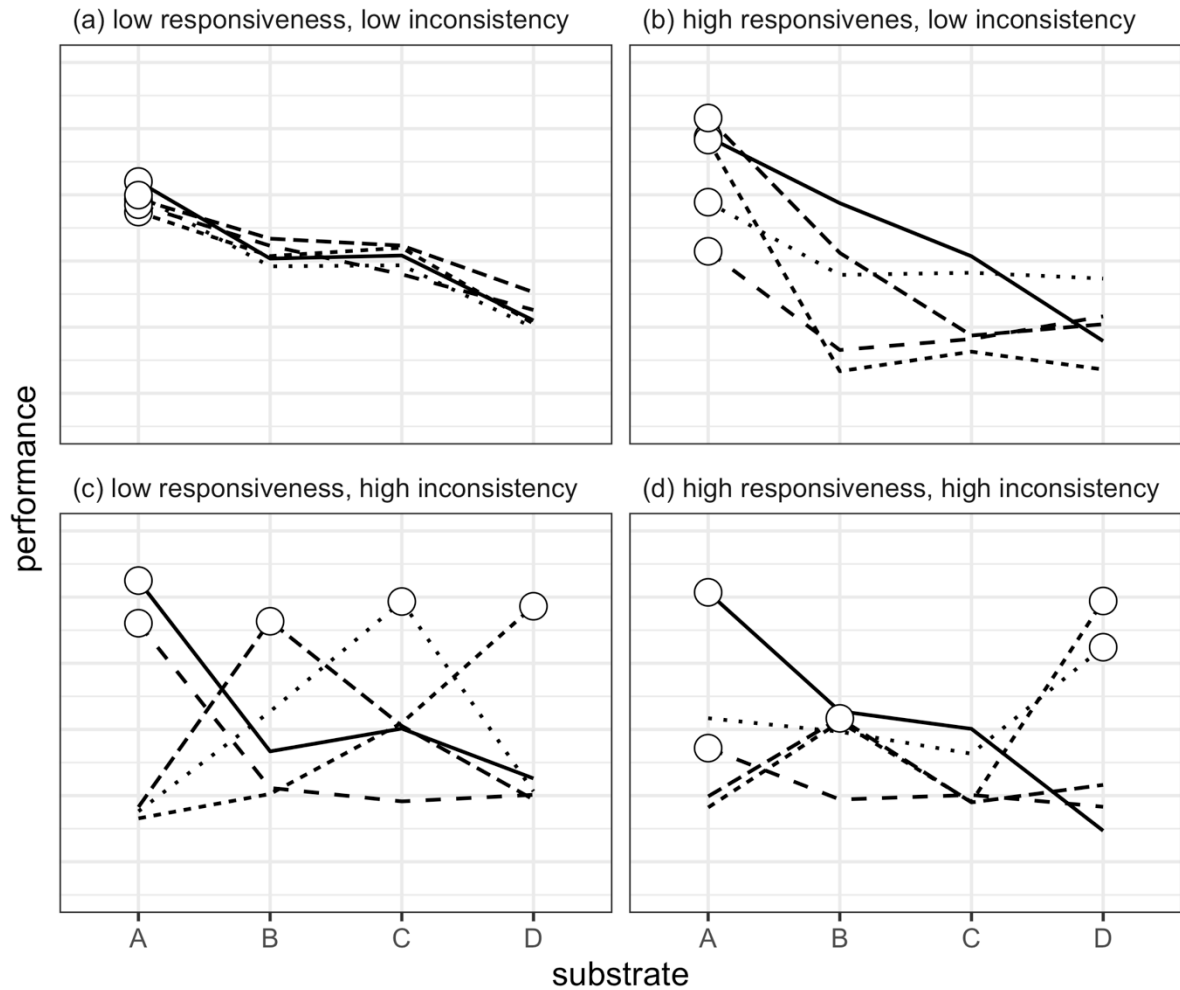 (a) low responsiveness, low inconsistency
(b) high responsivenes, low inconsistency
(c) low responsiveness, high inconsistency
(d) high responsiveness, high inconsistency
performance
A B C D
A B C D
substrate